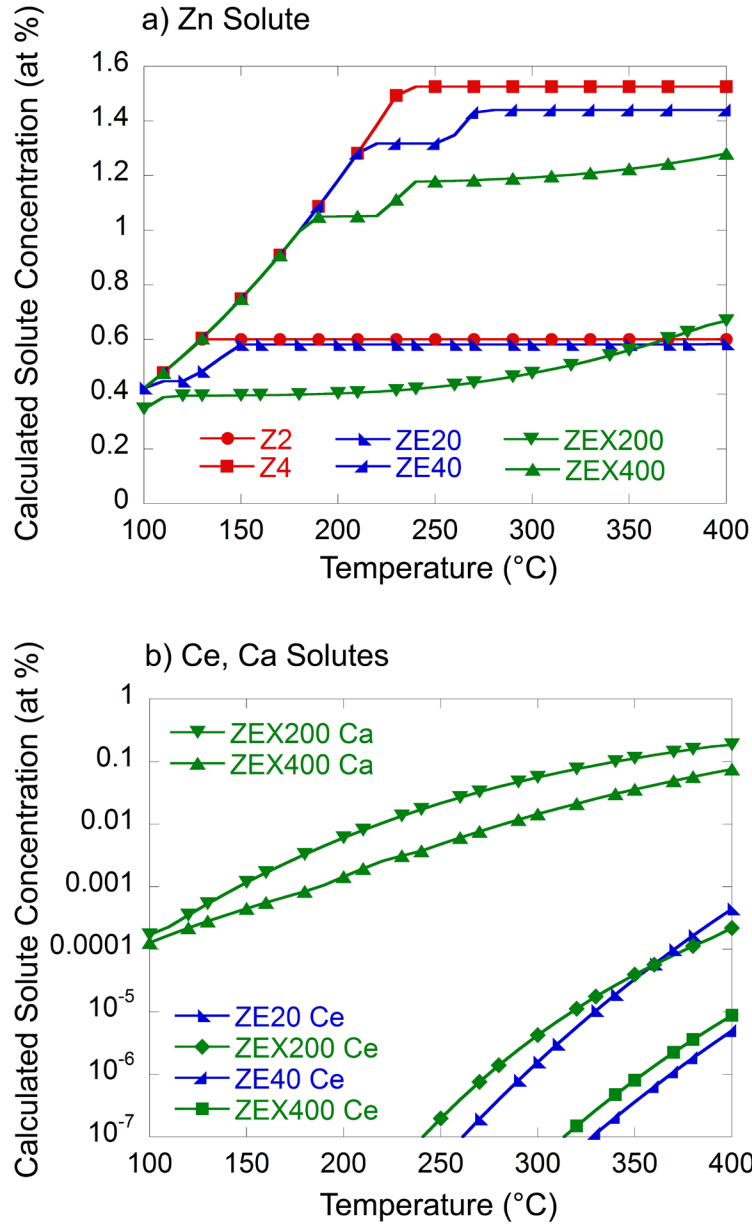 a) Zn Solute
Calculated Solute Concentration (at %)
1.6
1.4
1.2
1
0.8
0.6
0.4
0.2
0
Z2 ZE20 ZEX200
Z4 ZE40 ZEX400
100 150 200 250 300 350 400
Temperature (°C)
b) Ce, Ca Solutes
Calculated Solute Concentration (at %)
1
0.1
0.01
0.001
0.0001
10-5
10-6
10-7
ZEX200 Ca
ZEX400 Ca
ZE20 Ce
ZEX200 Ce
ZE40 Ce
ZEX400 Ce
100 150 200 250 300 350 400
Temperature (°C)